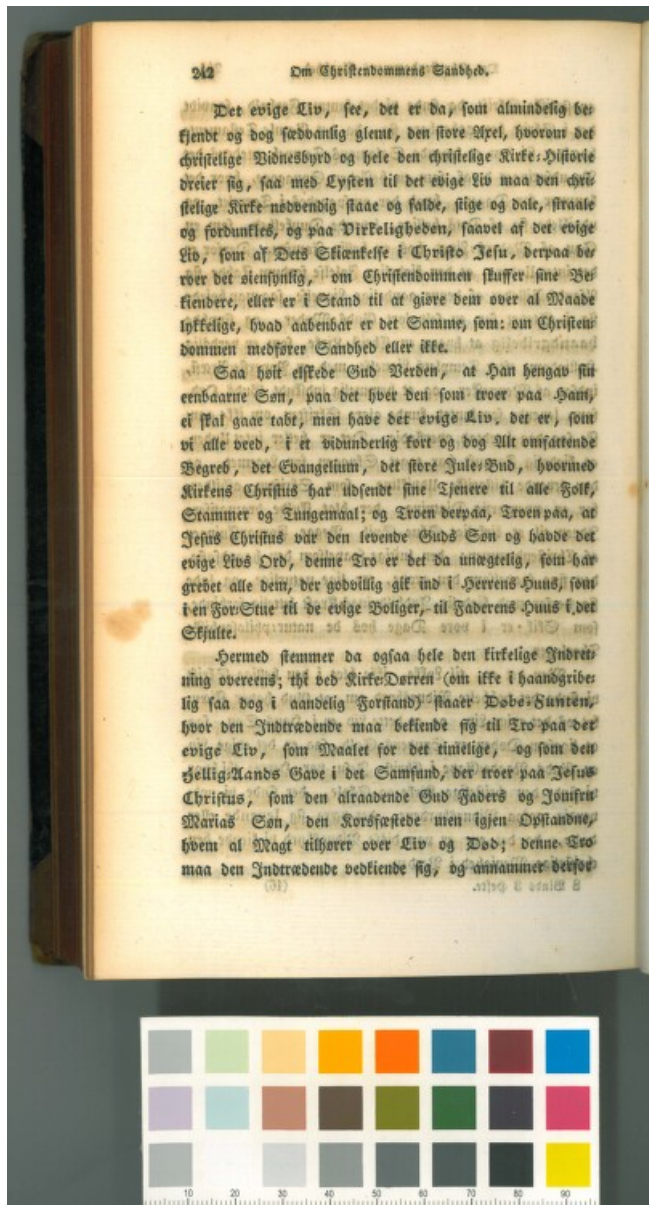 242 Om Christendommens Sandhed.
Det evige Liv, see, det er da, som almindelig be-
kjendt og dog sædvanlig glemt, den store Axel, hvorom det
christelige Vidnesbyrd og hele den christelige Kirke-Historie
dreier sig, saa med Lysten til det evige Liv maa den chri-
stelige Kirke nødvendig staae og falde, stige og dale, straale
og fordunkles, og paa Virkeligheden, saavel af det evige
Liv, som af Dets Skiænkelse i Christo Jesu, derpaa be-
roer det øiensynlig, om Christendommen skuffer sine Be-
kiendere, eller er i Stand til at giøre dem over al Maade
lykkelige, hvad aabenbar er det Samme, som: om Christen-
dommen medfører Sandhed eller ikke.
Saa høit elskede Gud Verden, at Han hengav sin
eenbaarne Søn, paa det hver den som troer paa Ham,
ei skal gaae tabt, men have det evige Liv, det er, som
vi alle veed, i et vidunderlig kort og dog Alt omfattende
Begreb, det Evangelium, det store Jule-Bud, hvormed
Kirkens Christus har udsendt sine Tjenere til alle Folk,
Stammer og Tungemaal; og Troen derpaa, Troen paa, at
Jesus Christus var den levende Guds Søn og havde det
evige Livs Ord, denne Tro er det da unægtelig, som har
grebet alle dem, der godvillig gik ind i Herrens Huus, som
i en For-Stue til de evige Boliger, til Faderens Huus i det
Skjulte.
Hermed stemmer da ogsaa hele den kirkelige Indret-
ning overeens; thi ved Kirke-Dørren (om ikke i haandgribe-
lig saa dog i aandelig Forstand) staaer Døbe-Funten,
hvor den Indtrædende maa bekiende sig til Tro paa det
evige Liv, som Maalet for det timelige, og som den
Hellig-Aands Gave i det Samfund, der troer paa Jesus
Christus, som den alraadende Gud Faders og Jomfru
Marias Søn, den Korsfæstede men igjen Opstandne,
hvem al Magt tilhører over Liv og Død; denne Tro
maa den Indtrædende vedkiende sig, og annammer derfor
10 20 30 40 50 60 70 80 90